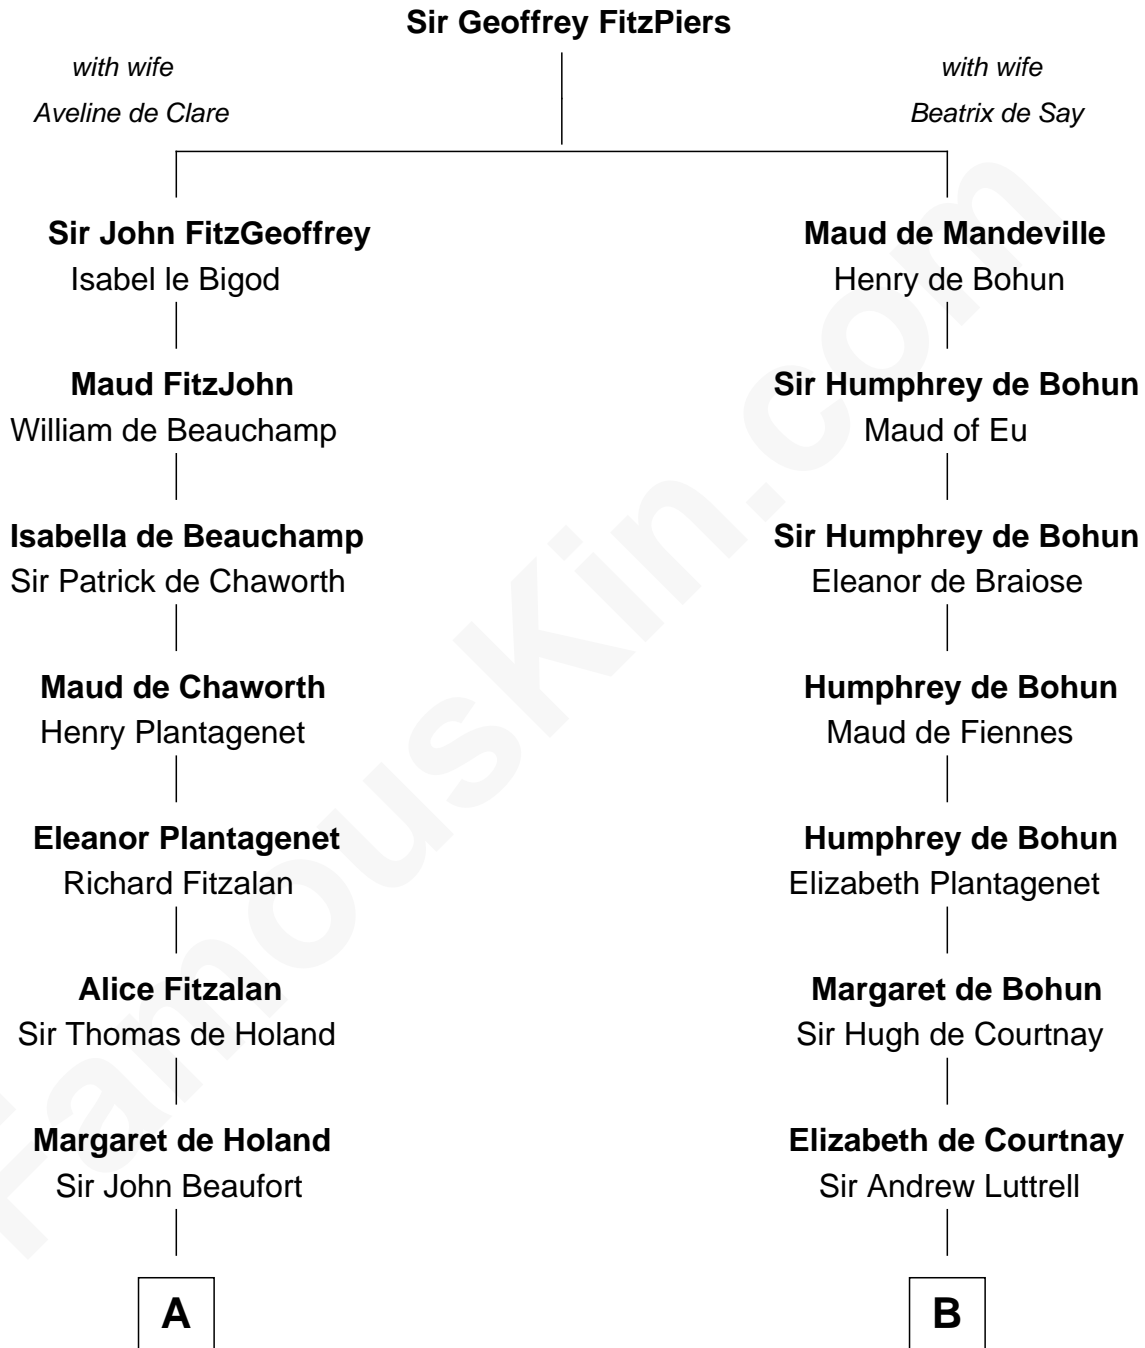 Sir Geoffrey FitzPiers
with wife
Aveline de Clare
with wife
Beatrix de Say
Sir John FitzGeoffrey
Isabel le Bigod
Maud FitzJohn
William de Beauchamp
Isabella de Beauchamp
Sir Patrick de Chaworth
Maud de Chaworth
Henry Plantagenet
Eleanor Plantagenet
Richard Fitzalan
Alice Fitzalan
Sir Thomas de Holand
Margaret de Holand
Sir John Beaufort
A
Maud de Mandeville
Henry de Bohun
Sir Humphrey de Bohun
Maud of Eu
Sir Humphrey de Bohun
Eleanor de Braiose
Humphrey de Bohun
Maud de Fiennes
Humphrey de Bohun
Elizabeth Plantagenet
Margaret de Bohun
Sir Hugh de Courtnay
Elizabeth de Courtnay
Sir Andrew Luttrell
B
FamousKin.com